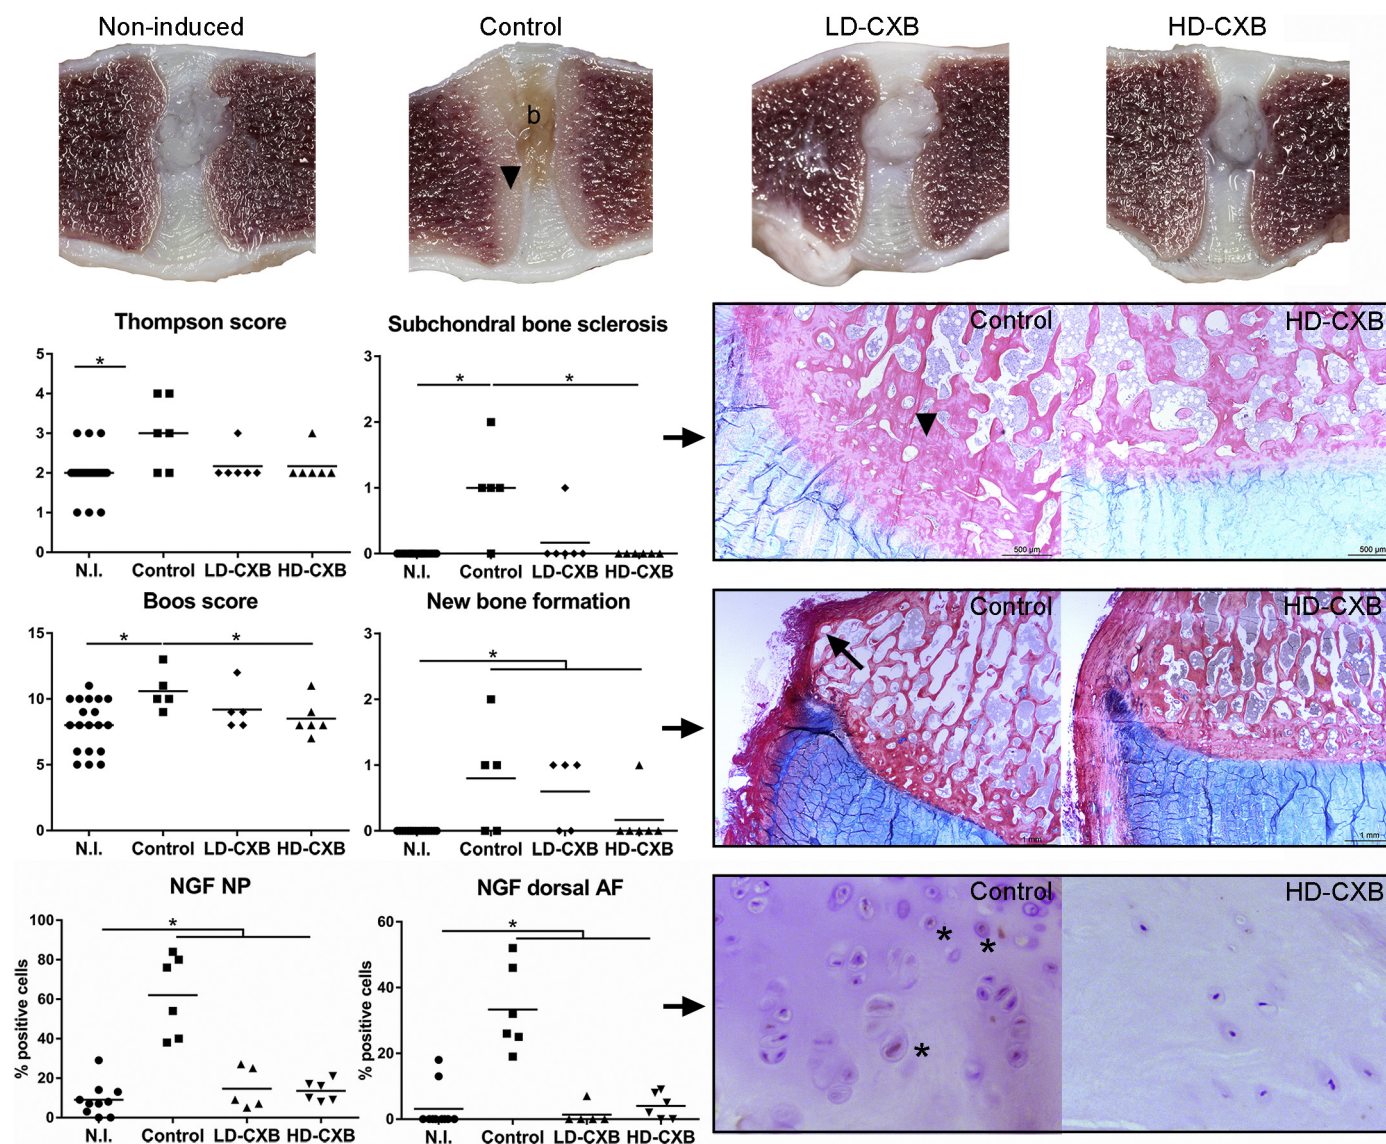 Non-induced
Control
LD-CXB
HD-CXB
b
Thompson score
*
5
4
3
2
1
0
N.I.
Control
LD-CXB
HD-CXB
Subchondral bone sclerosis
*
*
3
2
1
0
N.I.
Control
LD-CXB
HD-CXB
Control
HD-CXB
500 µm
500 µm
Boos score
*
*
15
10
5
0
N.I.
Control
LD-CXB
HD-CXB
New bone formation
*
3
2
1
0
N.I.
Control
LD-CXB
HD-CXB
Control
HD-CXB
1 mm
1 mm
NGF NP
*
% positive cells
100
80
60
40
20
0
N.I.
Control
LD-CXB
HD-CXB
NGF dorsal AF
*
% positive cells
60
40
20
0
N.I.
Control
LD-CXB
HD-CXB
Control
HD-CXB
*
*
*